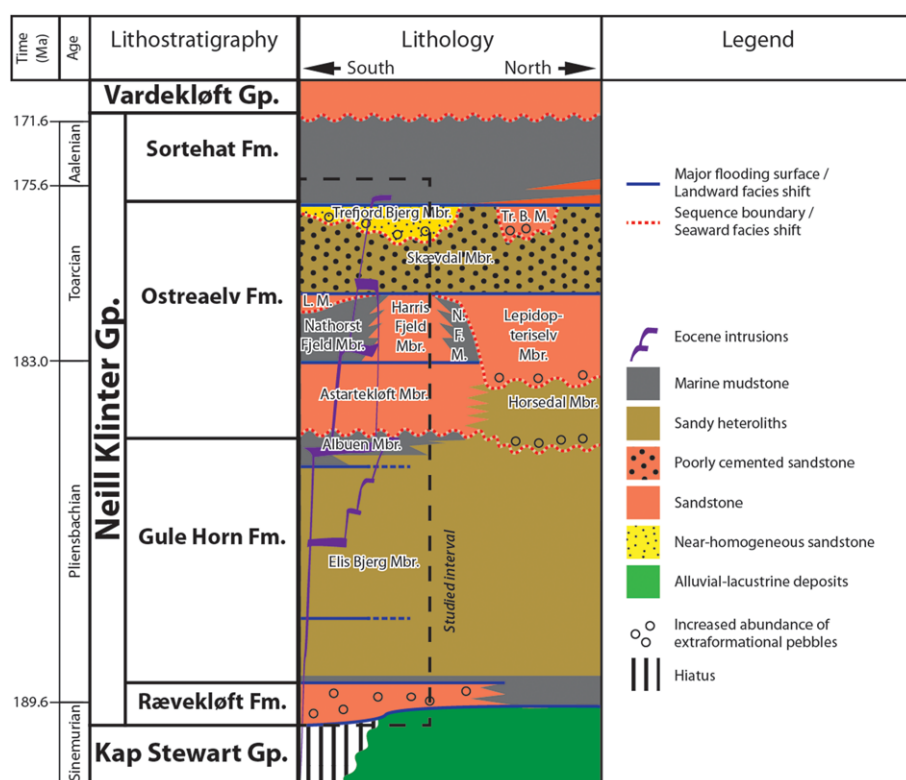 Time
(Ma)
Age
Lithostratigraphy
Lithology
South
North
Legend
Vardekløft Gp.
171.6
Aalenian
Sortehat Fm.
175.6
Toarcian
Ostreaelv Fm.
183.0
Neill Klinter Gp.
Pliensbachian
Gule Horn Fm.
189.6
Sinemurian
Rævekløft Fm.
Kap Stewart Gp.
Trefjord Bjerg Mbr.
Tr. B. M.
Skævdal Mbr.
L. M.
Nathorst
Fjeld Mbr.
Harris
Fjeld
Mbr.
N.
F.
M.
Lepidop-
teriselv
Mbr.
Astartekløft Mbr.
Horsedal Mbr.
Albuen Mbr.
Elis Bjerg Mbr.
Studied interval
Major flooding surface /
Landward facies shift
Sequence boundary /
Seaward facies shift
Eocene intrusions
Marine mudstone
Sandy heteroliths
Poorly cemented sandstone
Sandstone
Near-homogeneous sandstone
Alluvial-lacustrine deposits
Increased abundance of
extraformational pebbles
Hiatus